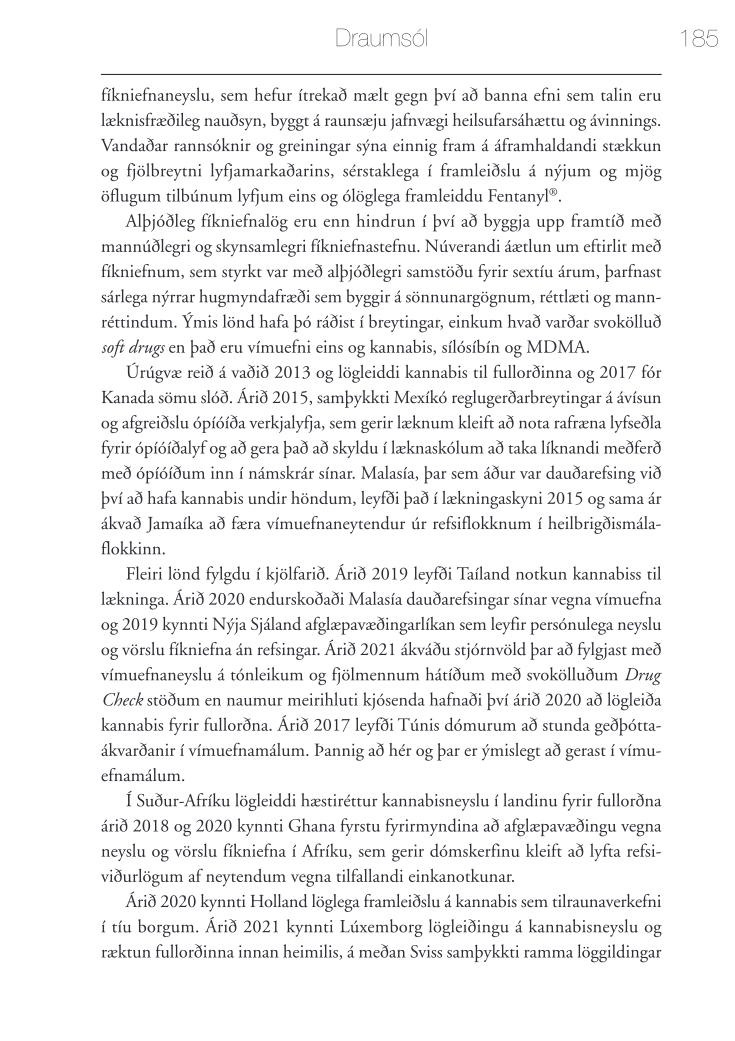 Draumsól
185
fíkniefnaneyslu, sem hefur ítrekað mælt gegn því að banna efni sem talin eru
læknisfræðileg nauðsyn, byggt á raunsæju jafnvægi heilsufarsáhættu og ávinnings.
Vandaðar rannsóknir og greiningar sýna einnig fram á áframhaldandi stækkun
og fjölbreytni lyfjamarkaðarins, sérstaklega í framleiðslu á nýjum og mjög
öflugum tilbúnum lyfjum eins og ólöglega framleiddu Fentanyl®.
Alþjóðleg fíkniefnalög eru enn hindrun í því að byggja upp framtíð með
mannúðlegri og skynsamlegri fíkniefnastefnu. Núverandi áætlun um eftirlit með
fíkniefnum, sem styrkt var með alþjóðlegri samstöðu fyrir sextíu árum, þarfnast
sárlega nýrrar hugmyndafræði sem byggir á sönnunargögnum, réttlæti og mann-
réttindum. Ýmis lönd hafa þó ráðist í breytingar, einkum hvað varðar svokölluð
soft drugs en það eru vímuefni eins og kannabis, sílósíbín og MDMA.
Úrúgvæ reið á vaðið 2013 og lögleiddi kannabis til fullorðinna og 2017 fór
Kanada sömu slóð. Árið 2015, samþykkti Mexíkó reglugerðarbreytingar á ávísun
og afgreiðslu ópíóíða verkjalyfja, sem gerir læknum kleift að nota rafræna lyfseðla
fyrir ópíóíðalyf og að gera það að skyldu í læknaskólum að taka líknandi meðferð
með ópíóíðum inn í námskrár sínar. Malasía, þar sem áður var dauðarefsing við
því að hafa kannabis undir höndum, leyfði það í lækningaskyni 2015 og sama ár
ákvað Jamaíka að færa vímuefnaneytendur úr refsiflokknum í heilbrigðismála-
flokkinn.
Fleiri lönd fylgdu í kjölfarið. Árið 2019 leyfði Taíland notkun kannabiss til
lækninga. Árið 2020 endurskoðaði Malasía dauðarefsingar sínar vegna vímuefna
og 2019 kynnti Nýja Sjáland afglæpavæðingarlíkan sem leyfir persónulega neyslu
og vörslu fíkniefna án refsingar. Árið 2021 ákváðu stjórnvöld þar að fylgjast með
vímuefnaneyslu á tónleikum og fjölmennum hátíðum með svokölluðum Drug
Check stöðum en naumur meirihluti kjósenda hafnaði því árið 2020 að lögleiða
kannabis fyrir fullorðna. Árið 2017 leyfði Túnis dómurum að stunda geðþótta-
ákvarðanir í vímuefnamálum. Þannig að hér og þar er ýmislegt að gerast í vímu-
efnamálum.
Í Suður-Afríku lögleiddi hæstiréttur kannabisneyslu í landinu fyrir fullorðna
árið 2018 og 2020 kynnti Ghana fyrstu fyrirmyndina að afglæpavæðingu vegna
neyslu og vörslu fíkniefna í Afríku, sem gerir dómskerfinu kleift að lyfta refsi-
viðurlögum af neytendum vegna tilfallandi einkanotkunar.
Árið 2020 kynnti Holland löglega framleiðslu á kannabis sem tilraunaverkefni
í tíu borgum. Árið 2021 kynnti Lúxemborg lögleiðingu á kannabisneyslu og
ræktun fullorðinna innan heimilis, á meðan Sviss samþykkti ramma löggildingar